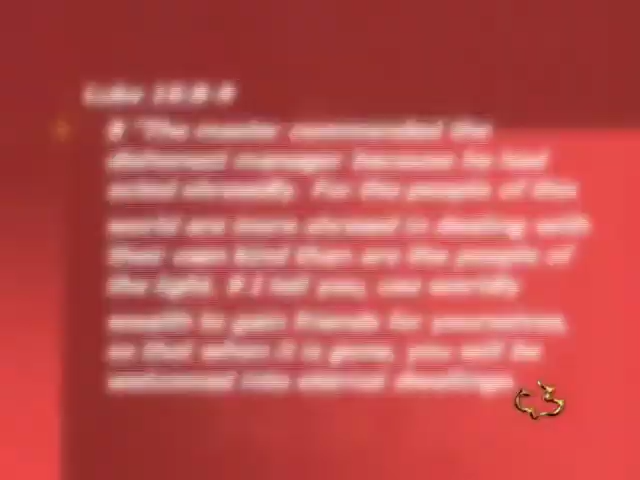 Luke 16:8-9
8 "The master commended the
dishonest manager because he had
acted shrewdly. For the people of this
world are more shrewd in dealing with
their own kind than are the people of
the light. 9 I tell you, use worldly
wealth to gain friends for yourselves,
so that when it is gone, you will be
welcomed into eternal dwellings.